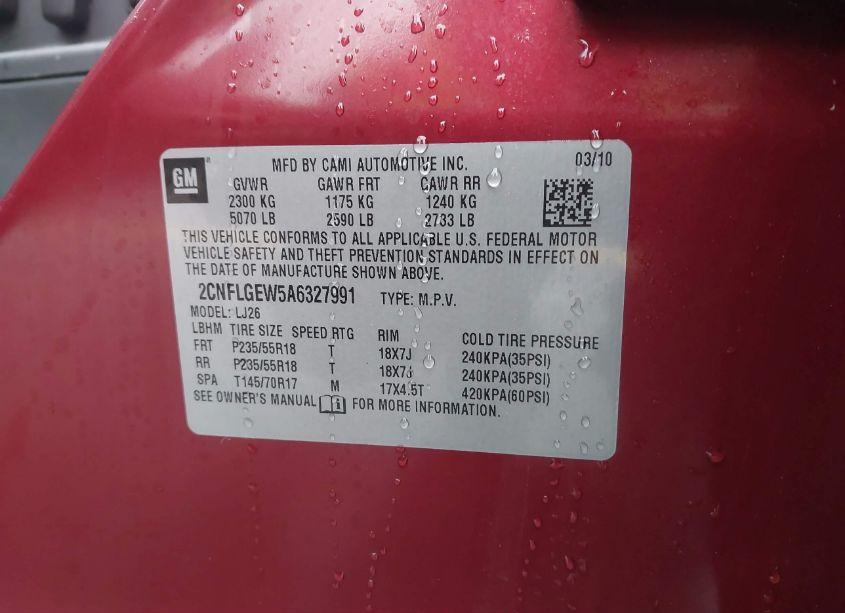 GM
MFD BY CAMI AUTOMOTIVE INC. 03/10
GVWR GAWR FRT GAWR RR
2300 KG 1175 KG 1240 KG
5070 LB 2590 LB 2733 LB
THIS VEHICLE CONFORMS TO ALL APPLICABLE U.S. FEDERAL MOTOR
VEHICLE SAFETY AND THEFT PREVENTION STANDARDS IN EFFECT ON
THE DATE OF MANUFACTURE SHOWN ABOVE.
2CNFLGEW5A6327991 TYPE: M.P.V.
MODEL: LJ26
LBHM TIRE SIZE SPEED RTG RIM COLD TIRE PRESSURE
FRT P235/55R18 T 18X7J 240KPA(35PSI)
RR P235/55R18 T 18X7J 240KPA(35PSI)
SPA T145/70R17 M 17X4.5T 420KPA(60PSI)
SEE OWNER'S MANUAL FOR MORE INFORMATION.